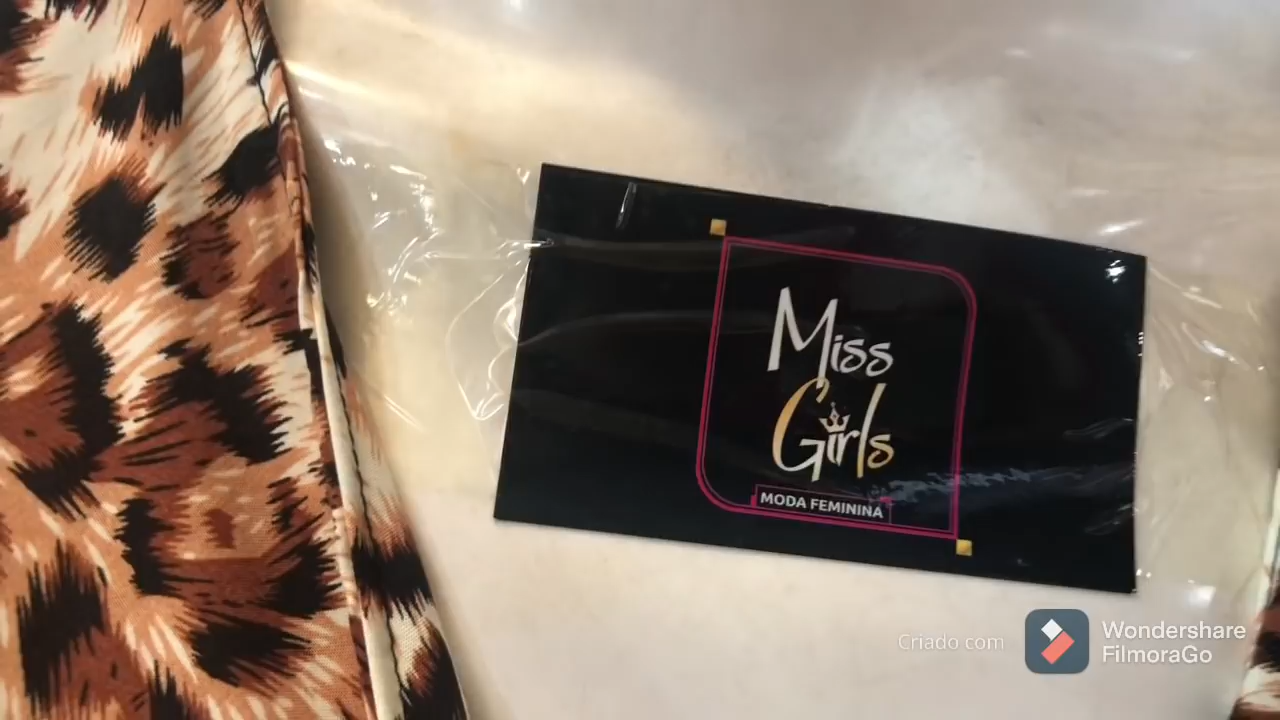 Miss
Girls
MODA FEMININA
Criado com
Wondershare
FilmoraGo